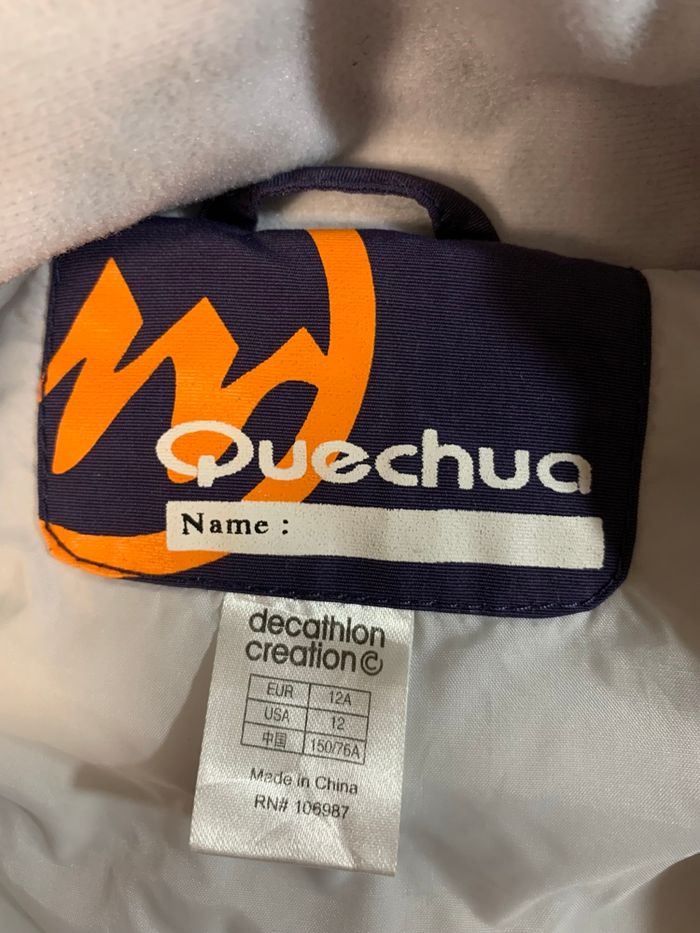 Quechua
Name :
decathlon
creation©
EUR 12A
USA 12
中国 150/76A
Made in China
RN# 106987